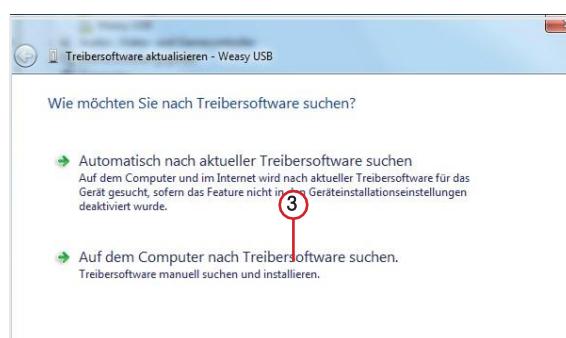 Weasy USB
Treibersoftware aktualisieren - Weasy USB
Wie möchten Sie nach Treibersoftware suchen?
Automatisch nach aktueller Treibersoftware suchen
Auf dem Computer und im Internet wird nach aktueller Treibersoftware für das
Gerät gesucht, sofern das Feature nicht in den Geräteinstallationseinstellungen
deaktiviert wurde.
3
Auf dem Computer nach Treibersoftware suchen.
Treibersoftware manuell suchen und installieren.